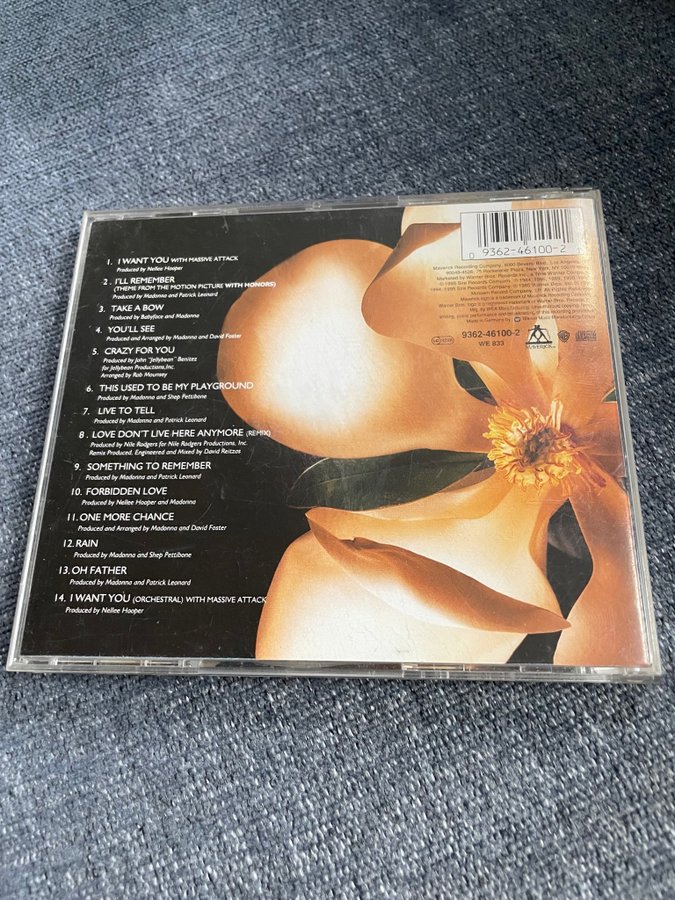 1. I WANT YOU WITH MASSIVE ATTACK
Produced by Nellee Hooper
2. I'LL REMEMBER
(THEME FROM THE MOTION PICTURE WITH HONORS)
Produced by Madonna and Patrick Leonard
3. TAKE A BOW
Produced by Babyface and Madonna
4. YOU'LL SEE
Produced and Arranged by Madonna and David Foster
5. CRAZY FOR YOU
Produced by John "Jellybean" Benitez
for Jellybean Productions, Inc.
Arranged by Rob Mounsey
6. THIS USED TO BE MY PLAYGROUND
Produced by Madonna and Shep Pettibone
7. LIVE TO TELL
Produced by Madonna and Patrick Leonard
8. LOVE DON'T LIVE HERE ANYMORE (REMIX)
Produced by Nile Rodgers for Nile Rodgers Productions, Inc.
Remix Produced, Engineered and Mixed by David Reitzas
9. SOMETHING TO REMEMBER
Produced by Madonna and Patrick Leonard
10. FORBIDDEN LOVE
Produced by Nellee Hooper and Madonna
11. ONE MORE CHANCE
Produced and Arranged by Madonna and David Foster
12. RAIN
Produced by Madonna and Shep Pettibone
13. OH FATHER
Produced by Madonna and Patrick Leonard
14. I WANT YOU (ORCHESTRAL) WITH MASSIVE ATTACK
Produced by Nellee Hooper
0 9362-46100-2
Maverick Recording Company,
9362-46100-2
WE 833
MAVERICK